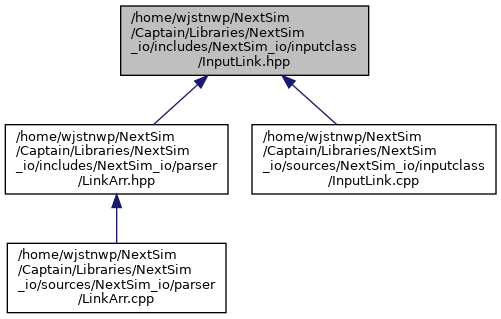 /home/wjstnwp/NextSim
/Captain/Libraries/NextSim
_io/includes/NextSim_io/inputclass
/InputLink.hpp
/home/wjstnwp/NextSim
/Captain/Libraries/NextSim
_io/includes/NextSim_io/parser
/LinkArr.hpp
/home/wjstnwp/NextSim
/Captain/Libraries/NextSim
_io/sources/NextSim_io/inputclass
/InputLink.cpp
/home/wjstnwp/NextSim
/Captain/Libraries/NextSim
_io/sources/NextSim_io/parser
/LinkArr.cpp